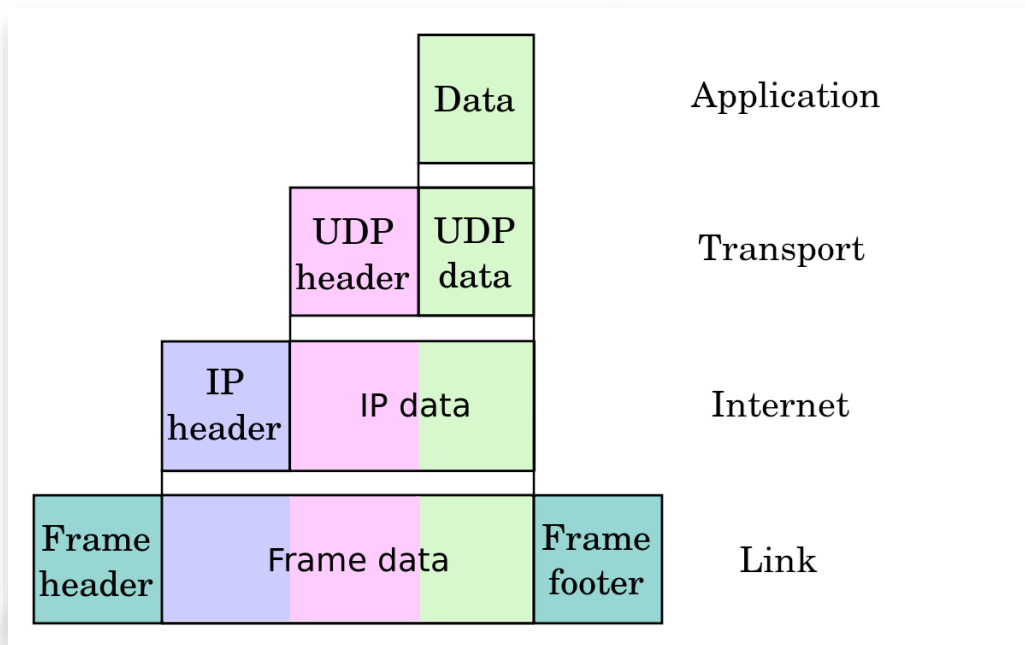 Data
Application
UDP
header
UDP
data
Transport
IP
header
IP data
Internet
Frame
header
Frame data
Frame
footer
Link